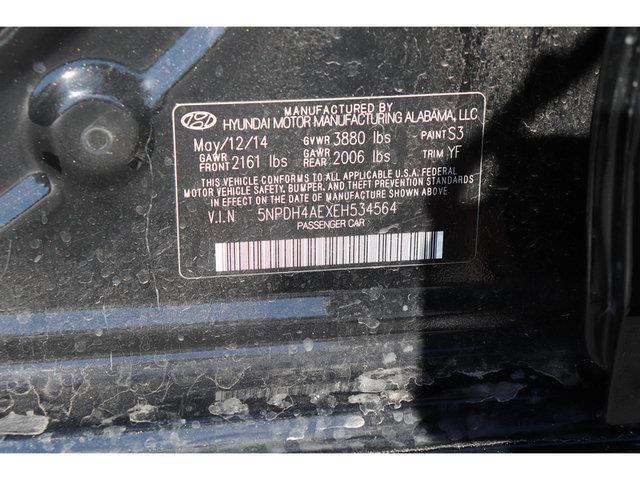 MANUFACTURED BY
HYUNDAI MOTOR MANUFACTURING ALABAMA, LLC
May/12/14 GVWR 3880 lbs PAINT S3
GAWR FRONT 2161 lbs GAWR REAR 2006 lbs TRIM YF
THIS VEHICLE CONFORMS TO ALL APPLICABLE U.S.A FEDERAL
MOTOR VEHICLE SAFETY, BUMPER, AND THEFT PREVENTION STANDARDS
IN EFFECT ON THE DATE OF MANUFACTURE SHOWN ABOVE
V.I.N 5NPDH4AEXEH534564
PASSENGER CAR